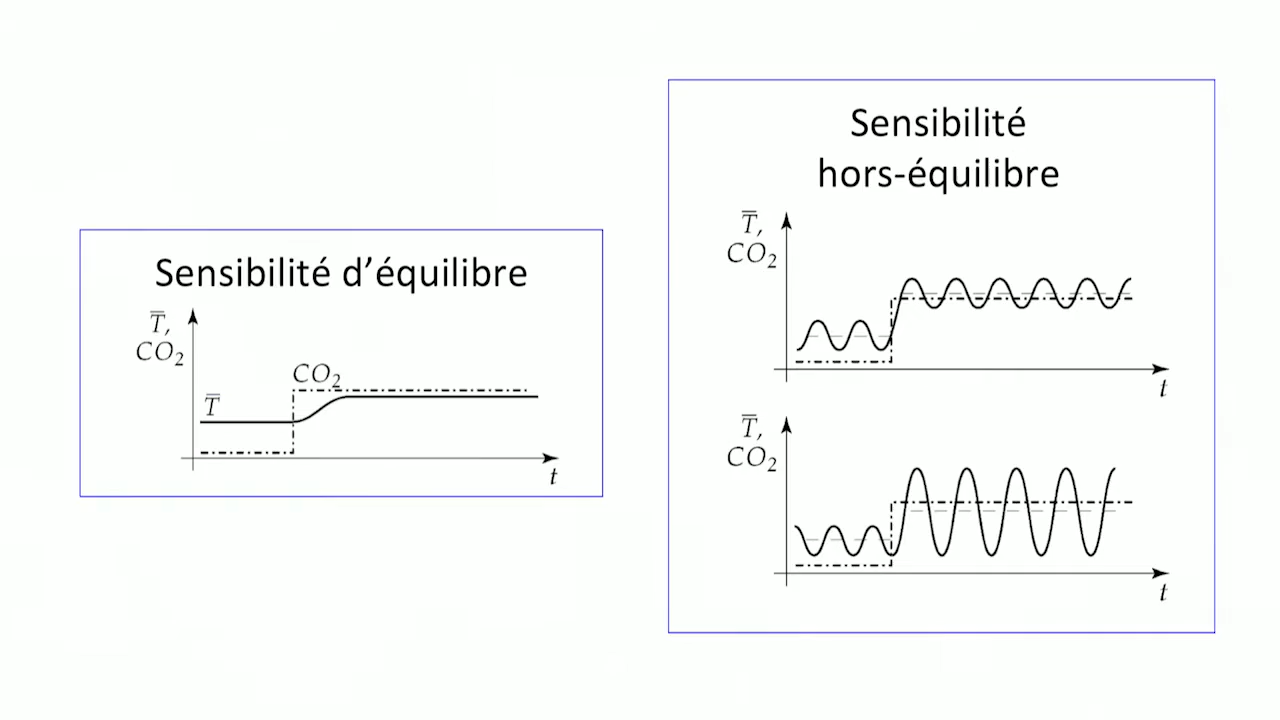 Sensibilité d’équilibre
T̅,
CO₂
CO₂
T̅
t
Sensibilité
hors-équilibre
T̅,
CO₂
t
T̅,
CO₂
t